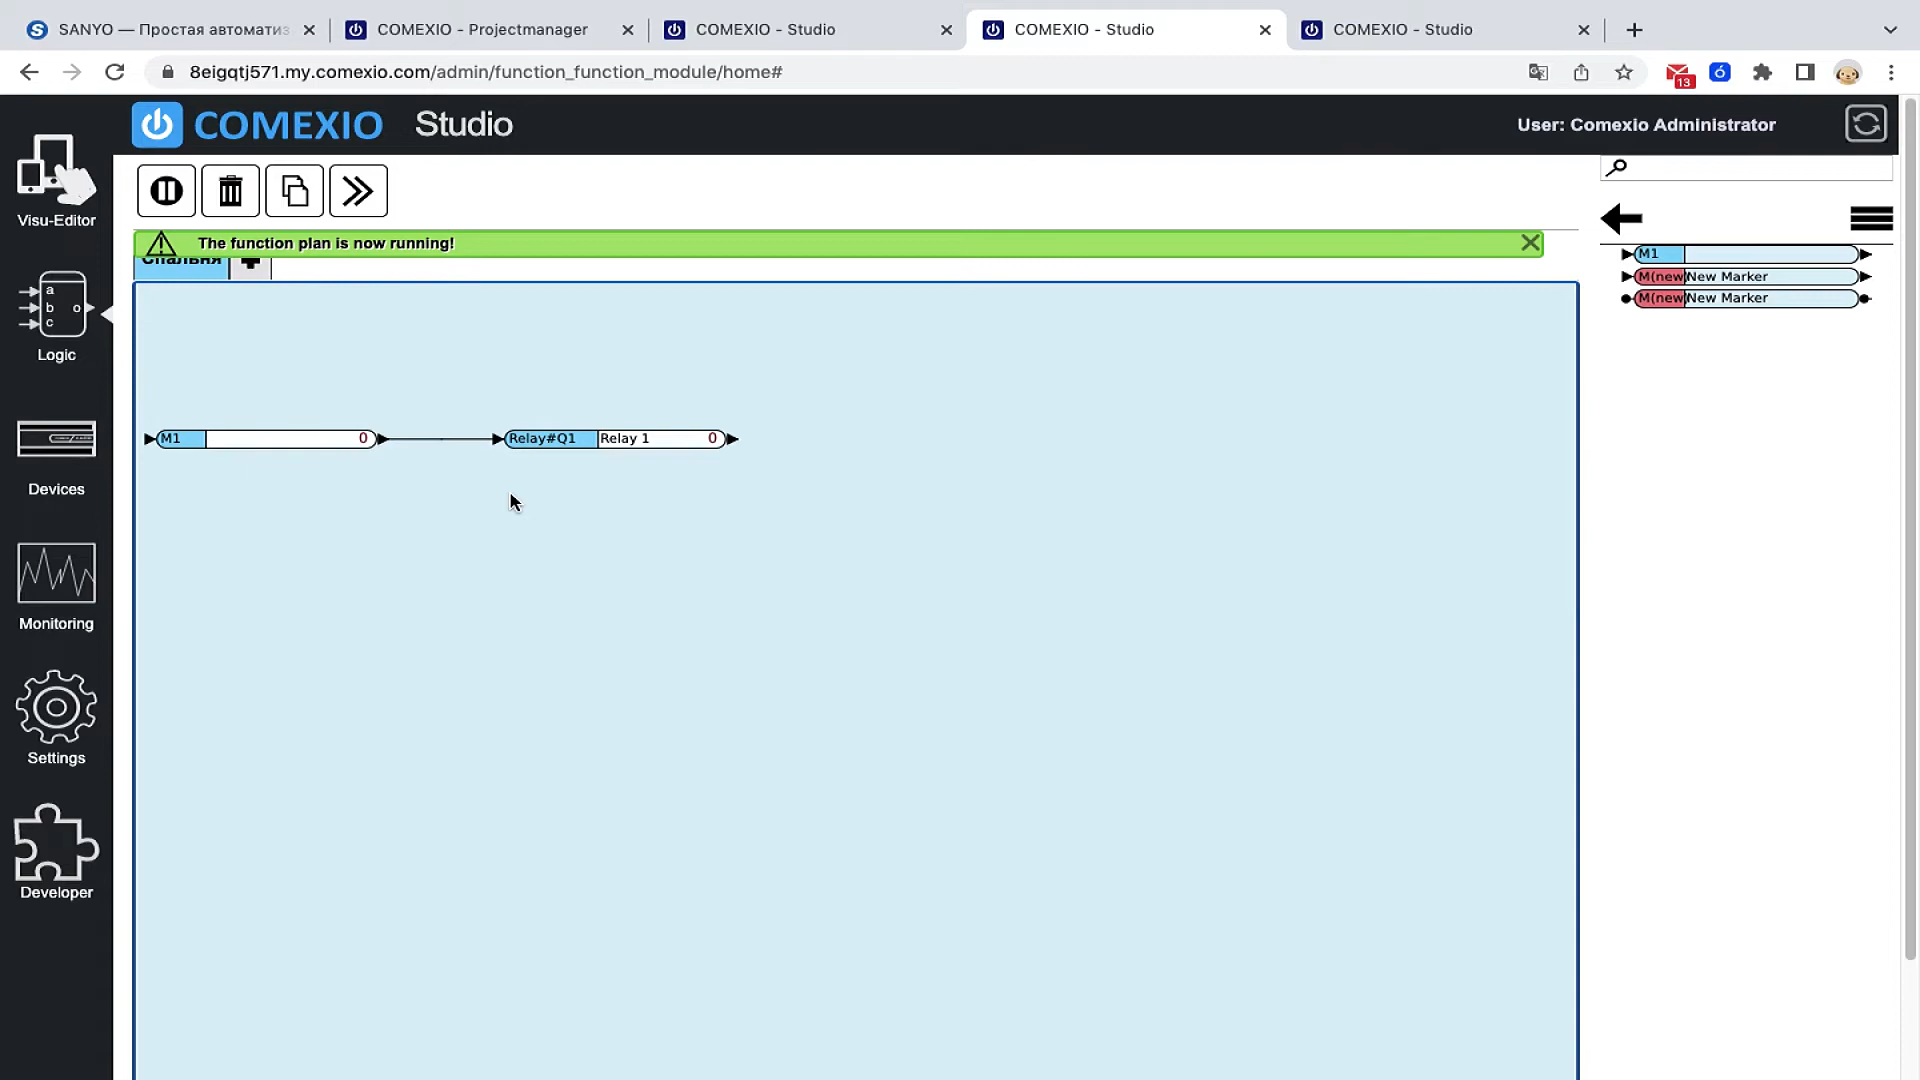 SANYO — Простая автоматиз
COMEXIO - Projectmanager
COMEXIO - Studio
COMEXIO - Studio
COMEXIO - Studio
8eigqtj571.my.comexio.com/admin/function_function_module/home#
13
COMEXIO Studio
User: Comexio Administrator
Visu-Editor
The function plan is now running!
Спальня
M1
M(new) New Marker
M(new) New Marker
a
b
c
o
Logic
M1 0
Relay#Q1 Relay 1 0
Devices
Monitoring
Settings
Developer